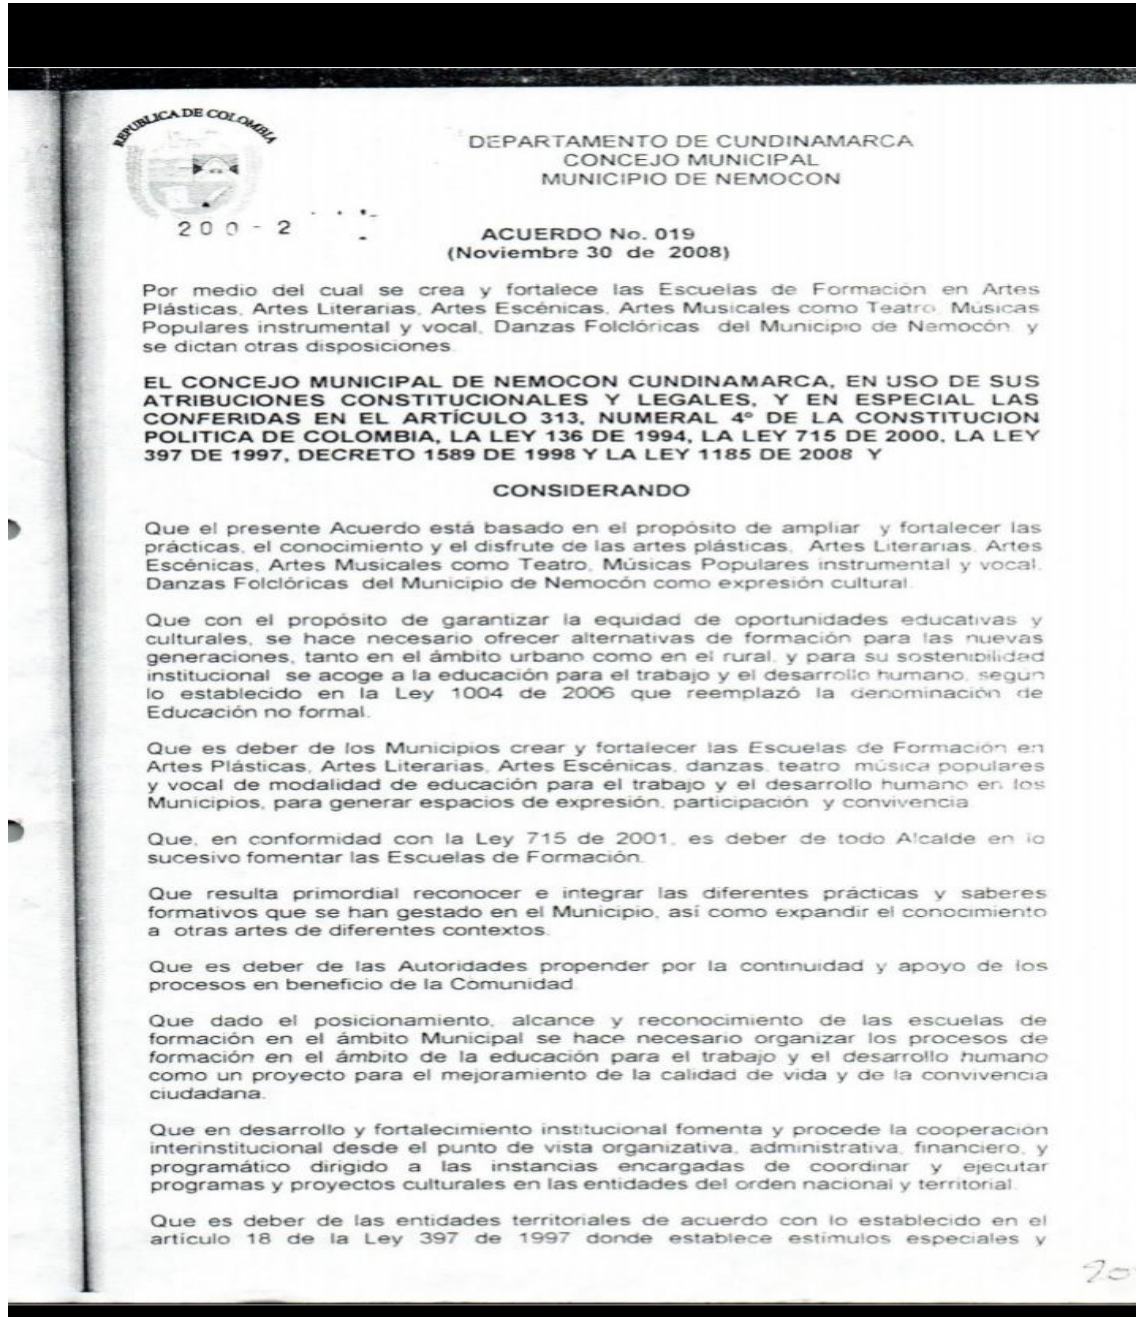 REPUBLICA DE COLOMBIA
DEPARTAMENTO DE CUNDINAMARCA
CONCEJO MUNICIPAL
MUNICIPIO DE NEMOCON
200-2
ACUERDO No. 019
(Noviembre 30 de 2008)
Por medio del cual se crea y fortalece las Escuelas de Formación en Artes
Plásticas, Artes Literarias, Artes Escénicas, Artes Musicales como Teatro, Músicas
Populares instrumental y vocal, Danzas Folclóricas del Municipio de Nemocón y
se dictan otras disposiciones.
EL CONCEJO MUNICIPAL DE NEMOCON CUNDINAMARCA, EN USO DE SUS
ATRIBUCIONES CONSTITUCIONALES Y LEGALES, Y EN ESPECIAL LAS
CONFERIDAS EN EL ARTÍCULO 313, NUMERAL 4º DE LA CONSTITUCION
POLITICA DE COLOMBIA, LA LEY 136 DE 1994, LA LEY 715 DE 2000, LA LEY
397 DE 1997, DECRETO 1589 DE 1998 Y LA LEY 1185 DE 2008 Y
CONSIDERANDO
Que el presente Acuerdo está basado en el propósito de ampliar y fortalecer las
prácticas, el conocimiento y el disfrute de las artes plásticas, Artes Literarias, Artes
Escénicas, Artes Musicales como Teatro, Músicas Populares instrumental y vocal,
Danzas Folclóricas del Municipio de Nemocón como expresión cultural.
Que con el propósito de garantizar la equidad de oportunidades educativas y
culturales, se hace necesario ofrecer alternativas de formación para las nuevas
generaciones, tanto en el ámbito urbano como en el rural, y para su sostenibilidad
institucional se acoge a la educación para el trabajo y el desarrollo humano, según
lo establecido en la Ley 1004 de 2006 que reemplazó la denominación de
Educación no formal.
Que es deber de los Municipios crear y fortalecer las Escuelas de Formación en
Artes Plásticas, Artes Literarias, Artes Escénicas, danzas, teatro música populares
y vocal de modalidad de educación para el trabajo y el desarrollo humano en los
Municipios, para generar espacios de expresión, participación y convivencia.
Que, en conformidad con la Ley 715 de 2001, es deber de todo Alcalde en lo
sucesivo fomentar las Escuelas de Formación.
Que resulta primordial reconocer e integrar las diferentes prácticas y saberes
formativos que se han gestado en el Municipio, así como expandir el conocimiento
a otras artes de diferentes contextos.
Que es deber de las Autoridades propender por la continuidad y apoyo de los
procesos en beneficio de la Comunidad.
Que dado el posicionamiento, alcance y reconocimiento de las escuelas de
formación en el ámbito Municipal se hace necesario organizar los procesos de
formación en el ámbito de la educación para el trabajo y el desarrollo humano
como un proyecto para el mejoramiento de la calidad de vida y de la convivencia
ciudadana.
Que en desarrollo y fortalecimiento institucional fomenta y procede la cooperación
interinstitucional desde el punto de vista organizativa, administrativa, financiero, y
programático dirigido a las instancias encargadas de coordinar y ejecutar
programas y proyectos culturales en las entidades del orden nacional y territorial.
Que es deber de las entidades territoriales de acuerdo con lo establecido en el
artículo 18 de la Ley 397 de 1997 donde establece estímulos especiales y